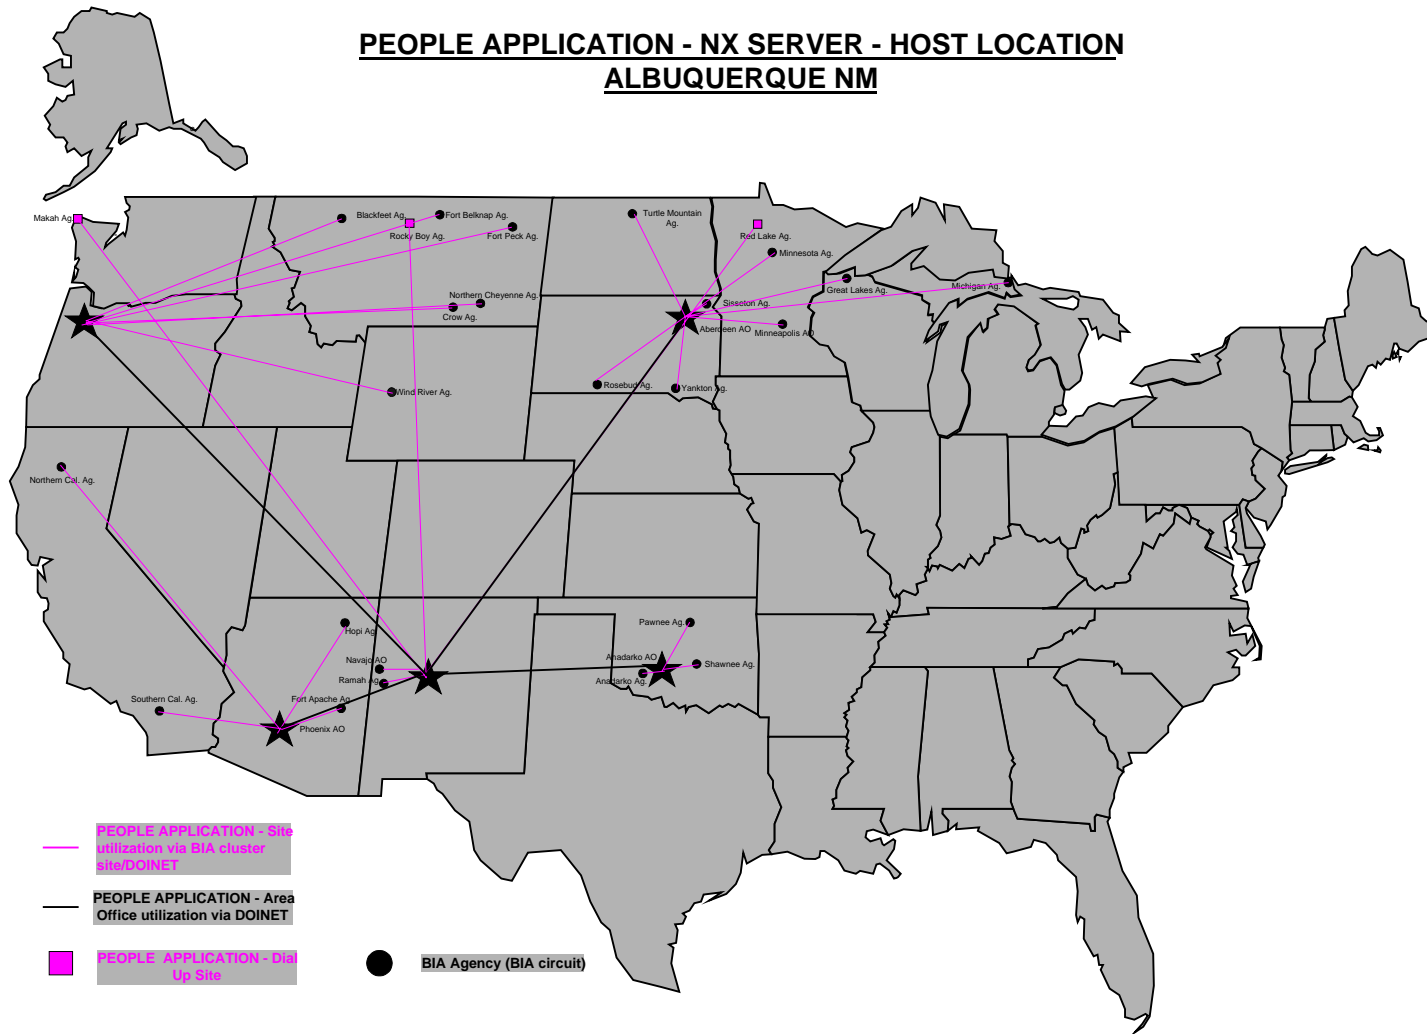 PEOPLE APPLICATION - NX SERVER - HOST LOCATION
ALBUQUERQUE NM
Makah Ag.
Blackfeet Ag.
Fort Belknap Ag.
Rocky Boy Ag.
Fort Peck Ag.
Turtle Mountain
Ag.
Red Lake Ag.
Minnesota Ag.
Great Lakes Ag.
Michigan Ag.
Northern Cheyenne Ag.
Crow Ag.
Sisseton Ag.
Aberdeen AO
Minneapolis AO
Wind River Ag.
Rosebud Ag.
Yankton Ag.
Northern Cal. Ag.
Hopi Ag.
Pawnee Ag.
Navajo AO
Anadarko AO
Shawnee Ag.
Ramah Ag.
Anadarko Ag.
Southern Cal. Ag.
Fort Apache Ag.
Phoenix AO
PEOPLE APPLICATION - Site
utilization via BIA cluster
site/DOINET
PEOPLE APPLICATION - Area
Office utilization via DOINET
PEOPLE APPLICATION - Dial
Up Site
BIA Agency (BIA circuit)